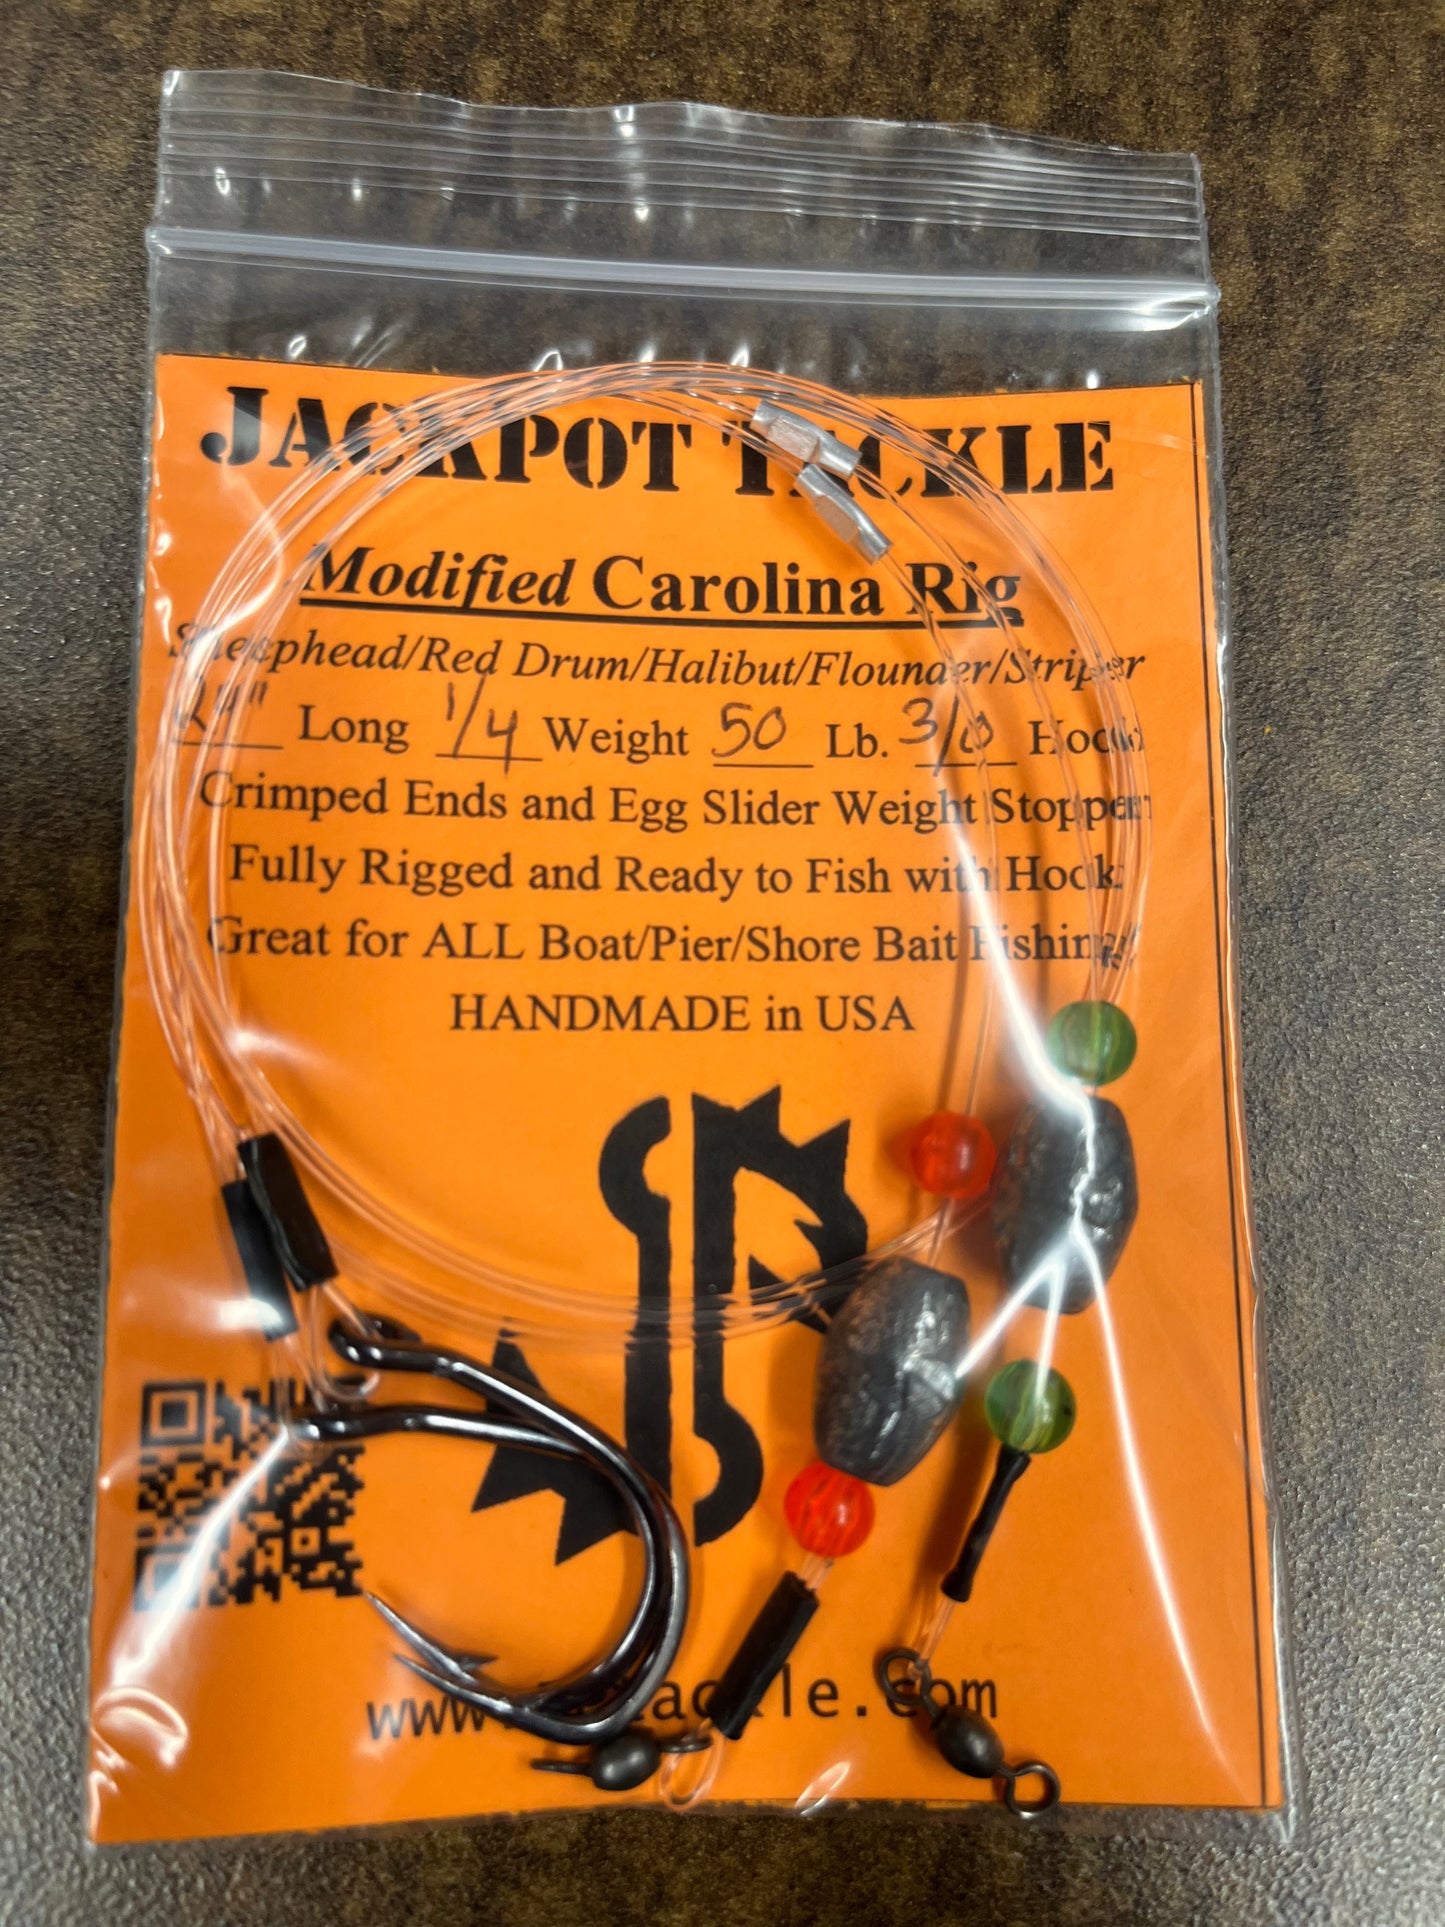 JACKPOT TACKLE
Modified Carolina Rig
Sheephead/Red Drum/Halibut/Flounder/Striper
24" Long 1/4 Weight 50 Lb. 3/0 Hook
Crimped Ends and Egg Slider Weight Stopper
Fully Rigged and Ready to Fish with Hook
Great for ALL Boat/Pier/Shore Bait Fishing
HANDMADE in USA